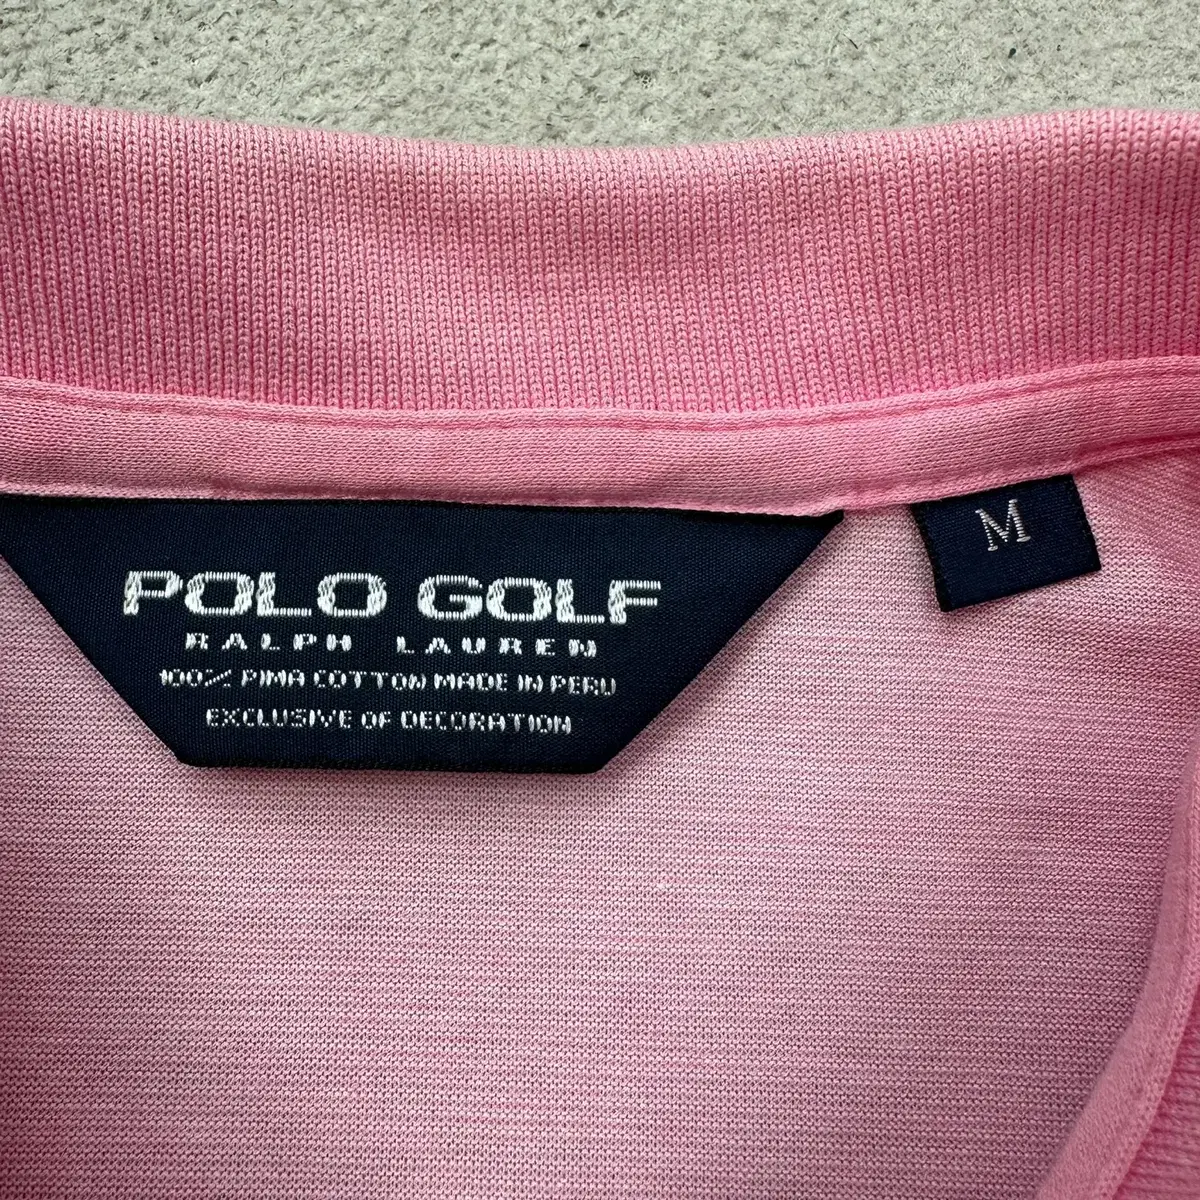 POLO GOLF
RALPH LAUREN
100% PIMA COTTON MADE IN PERU
EXCLUSIVE OF DECORATION
M